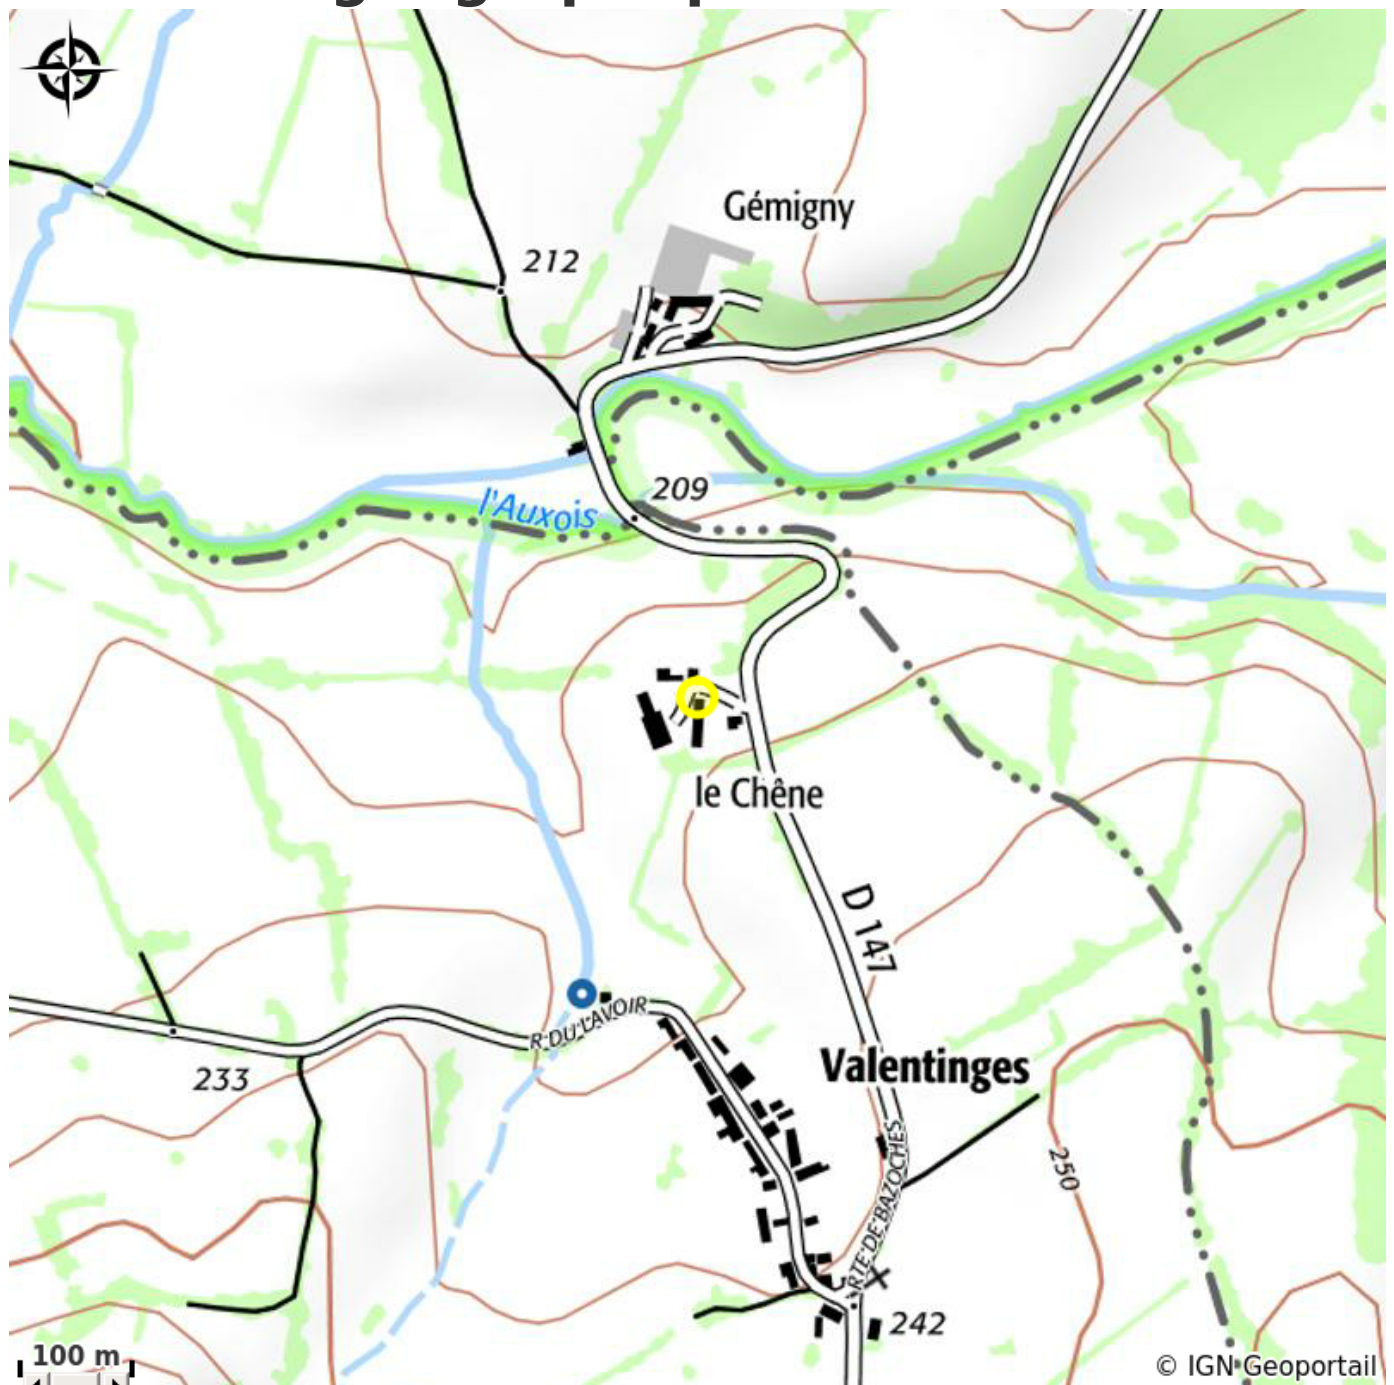 Gémigny
212
209
l'Auxois
le Chêne
D 147
R DU LAVOIR
Valentinges
233
RTE DE BAZOCHES
250
242
100 m
© IGN Geoportail